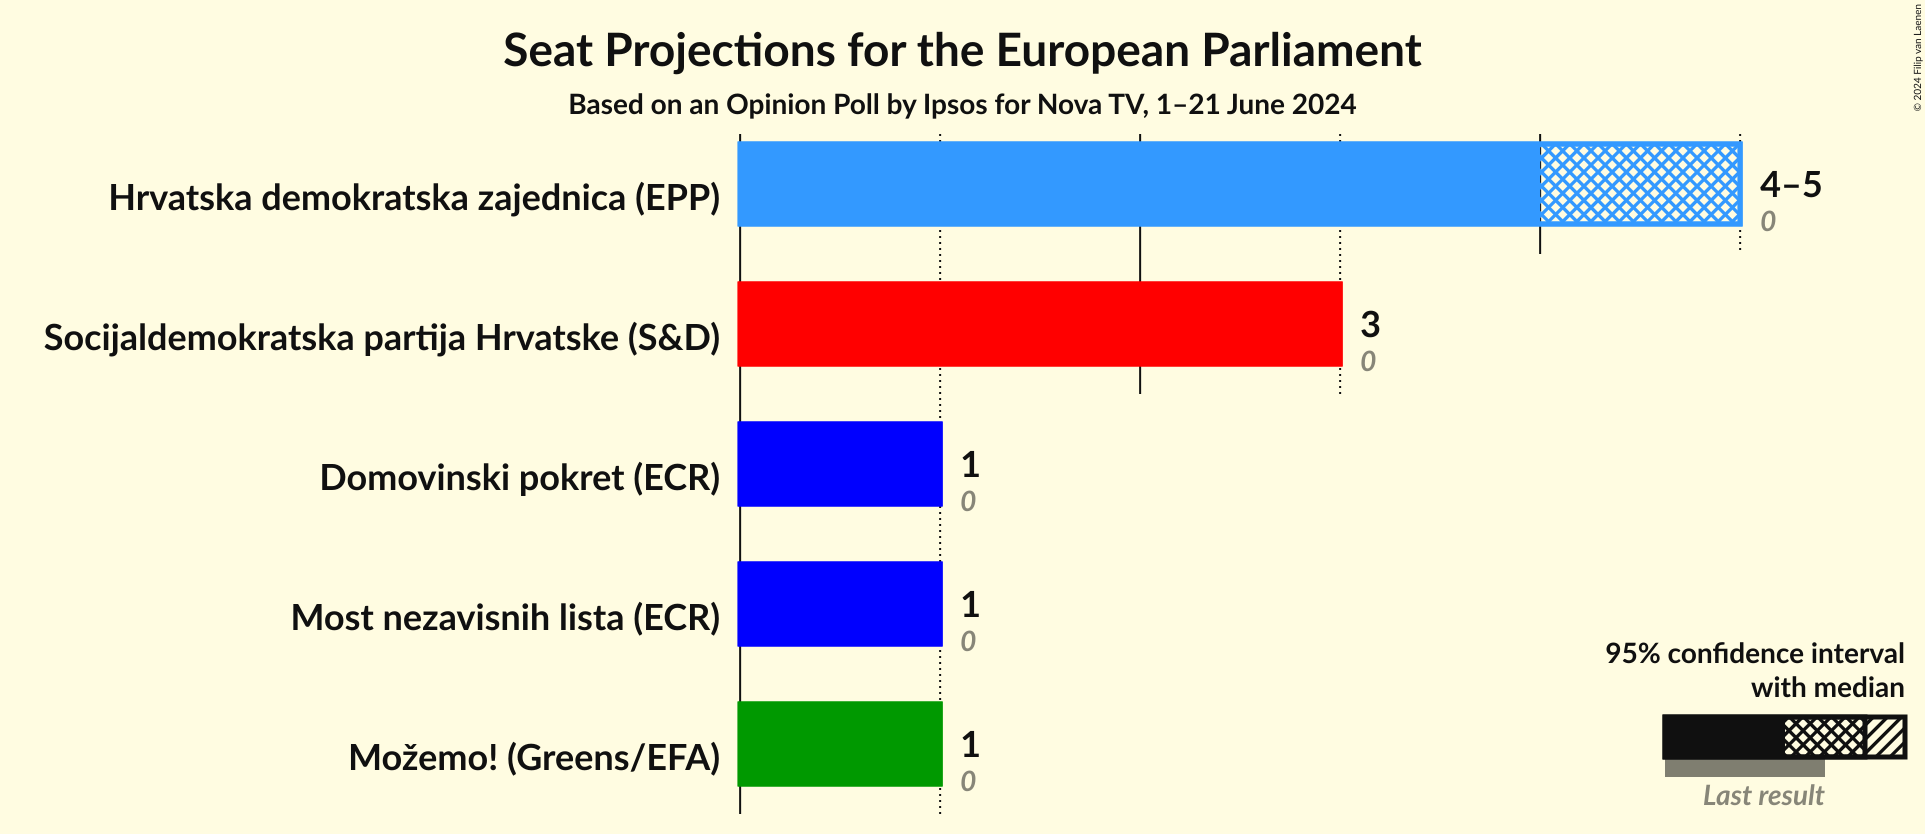 Seat Projections for the European Parliament
Based on an Opinion Poll by Ipsos for Nova TV, 1–21 June 2024
© 2024 Filip van Laenen
Hrvatska demokratska zajednica (EPP)
4–5
0
Socijaldemokratska partija Hrvatske (S&D)
3
0
Domovinski pokret (ECR)
1
0
Most nezavisnih lista (ECR)
1
0
Možemo! (Greens/EFA)
1
0
95% confidence interval
with median
Last result